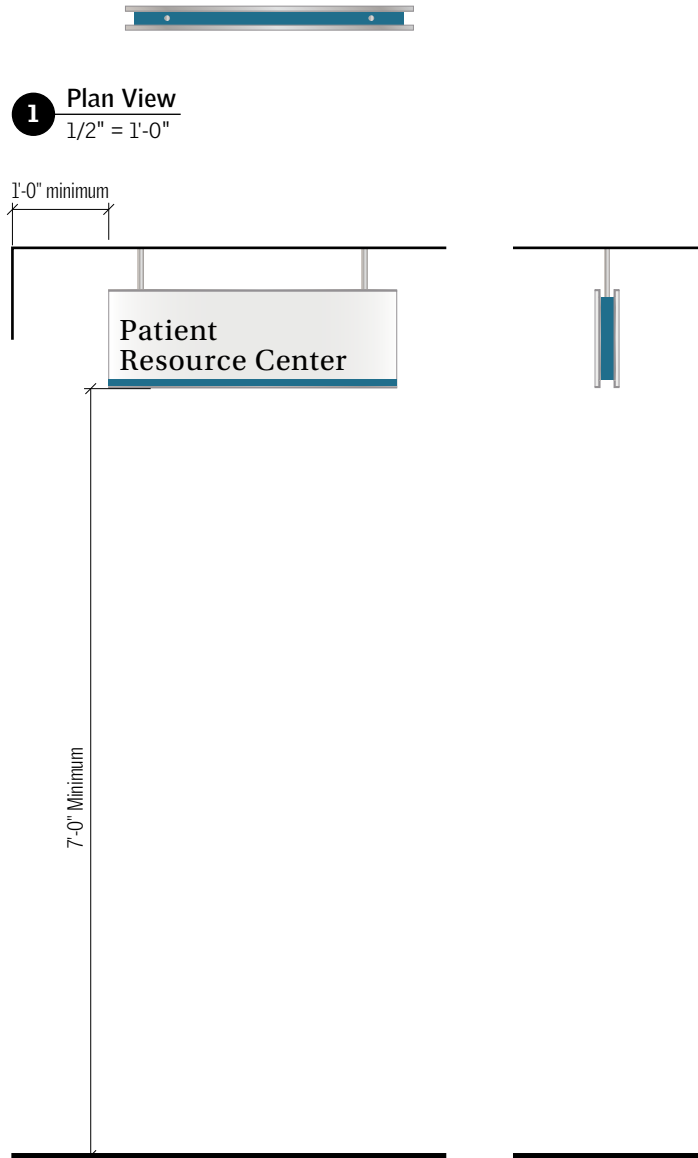 1
Plan View
1/2" = 1'-0"
1'-0" minimum
Patient
Resource Center
7'-0" Minimum